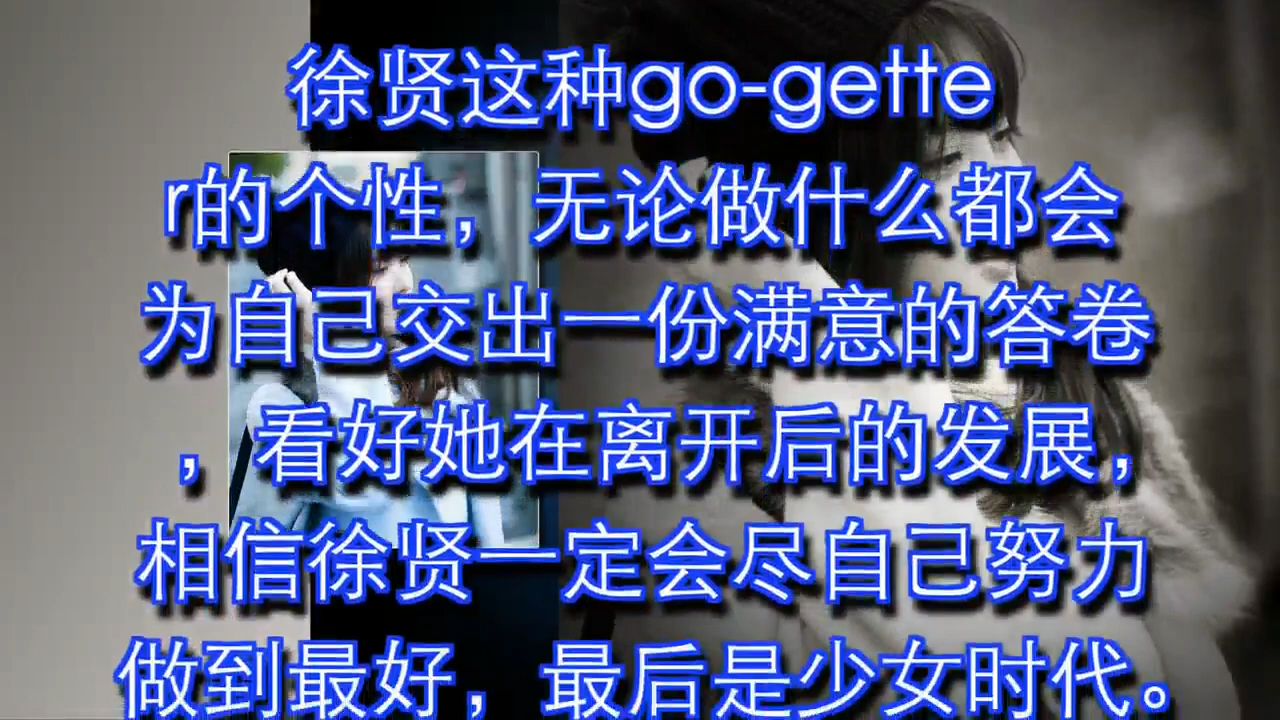 徐贤这种go-gette
r的个性，无论做什么都会
为自己交出一份满意的答卷
，看好她在离开后的发展，
相信徐贤一定会尽自己努力
做到最好，最后是少女时代。